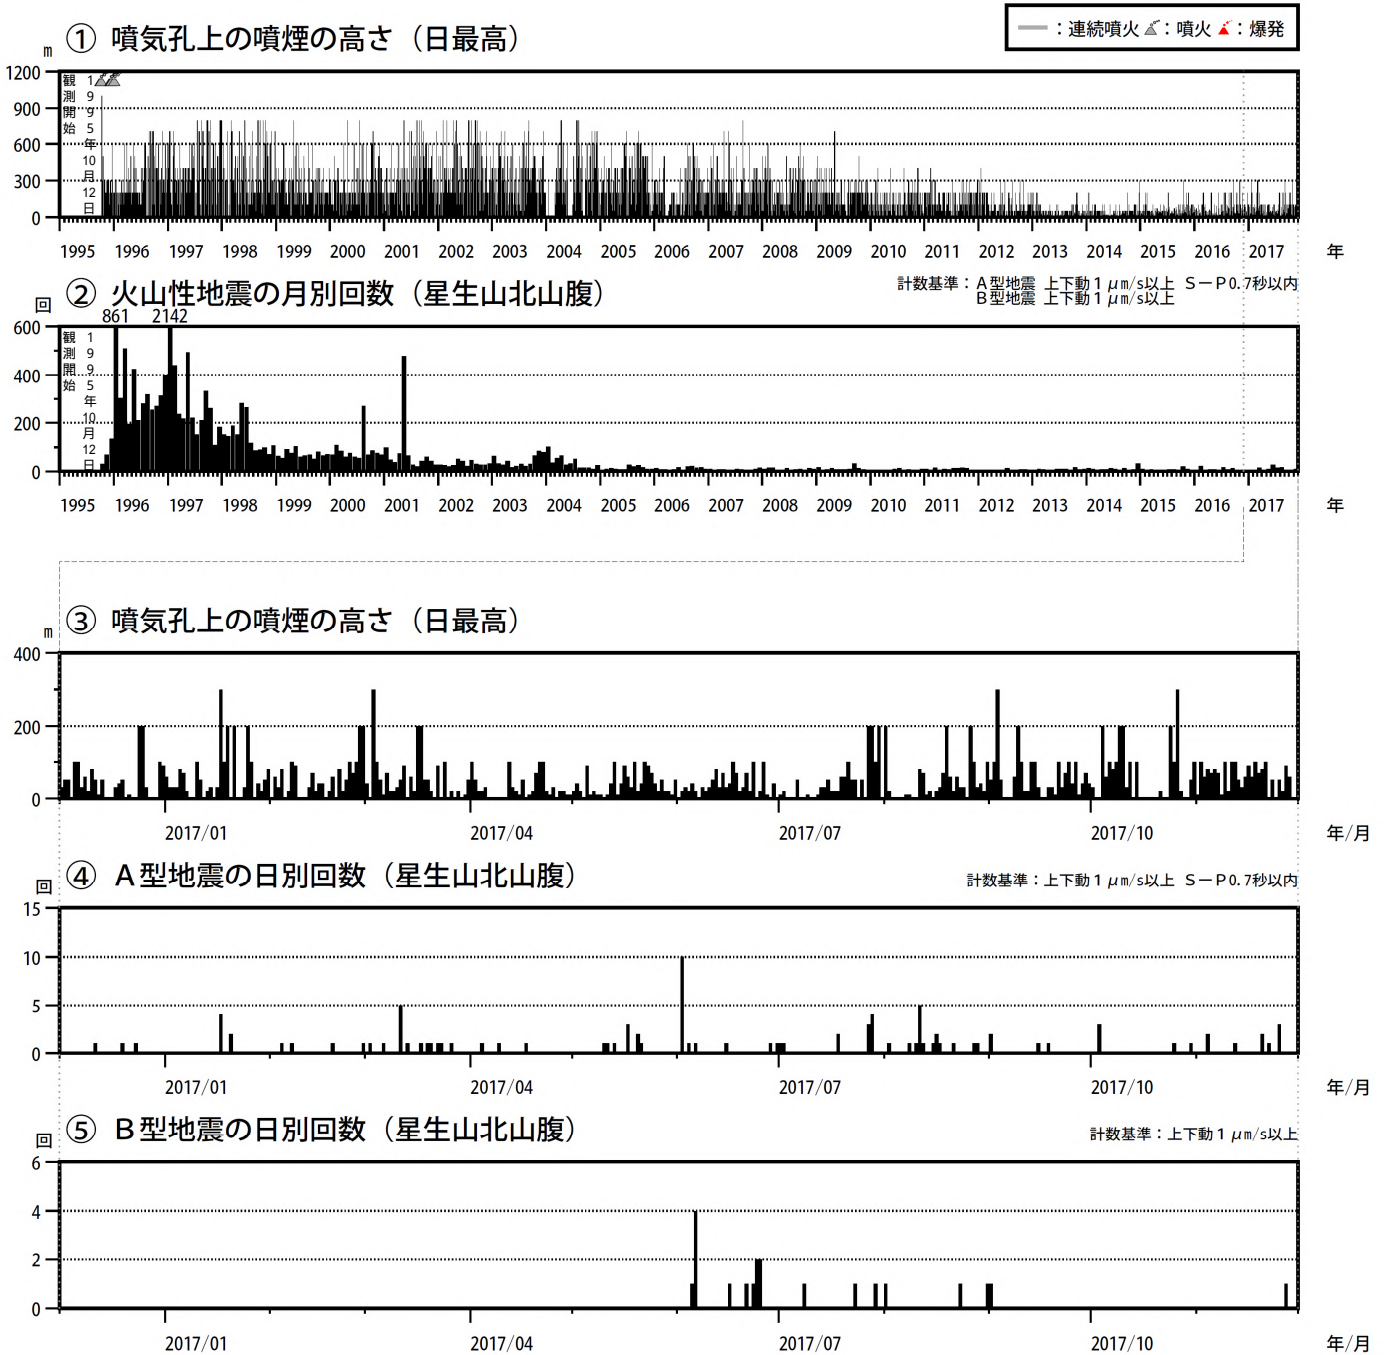 ① 噴気孔上の噴煙の高さ（日最高）
：連続噴火 ：噴火 ：爆発
m
1200
900
600
300
0
観測開始
1995年10月12日
1995 1996 1997 1998 1999 2000 2001 2002 2003 2004 2005 2006 2007 2008 2009 2010 2011 2012 2013 2014 2015 2016 2017 年
② 火山性地震の月別回数（星生山北山腹）
計数基準：Ａ型地震 上下動１μm/s以上 Ｓ－Ｐ0.7秒以内
Ｂ型地震 上下動１μm/s以上
回
861 2142
600
400
200
0
観測開始
1995年10月12日
1995 1996 1997 1998 1999 2000 2001 2002 2003 2004 2005 2006 2007 2008 2009 2010 2011 2012 2013 2014 2015 2016 2017 年
③ 噴気孔上の噴煙の高さ（日最高）
m
400
200
0
2017/01 2017/04 2017/07 2017/10 年/月
④ Ａ型地震の日別回数（星生山北山腹）
計数基準：上下動１μm/s以上 Ｓ－Ｐ0.7秒以内
回
15
10
5
0
2017/01 2017/04 2017/07 2017/10 年/月
⑤ Ｂ型地震の日別回数（星生山北山腹）
計数基準：上下動１μm/s以上
回
6
4
2
0
2017/01 2017/04 2017/07 2017/10 年/月